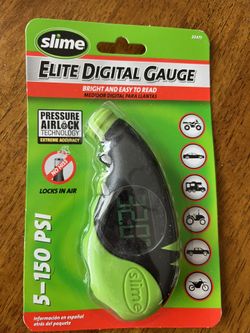 slime
ELITE DIGITAL GAUGE
BRIGHT AND EASY TO READ
MEDIDOR DIGITAL PARA LLANTAS
PRESSURE
AIRLOCK
TECHNOLOGY
EXTREME ACCURACY
LOCKS IN AIR
5–150 PSI
slime
información en español
atrás del paquete